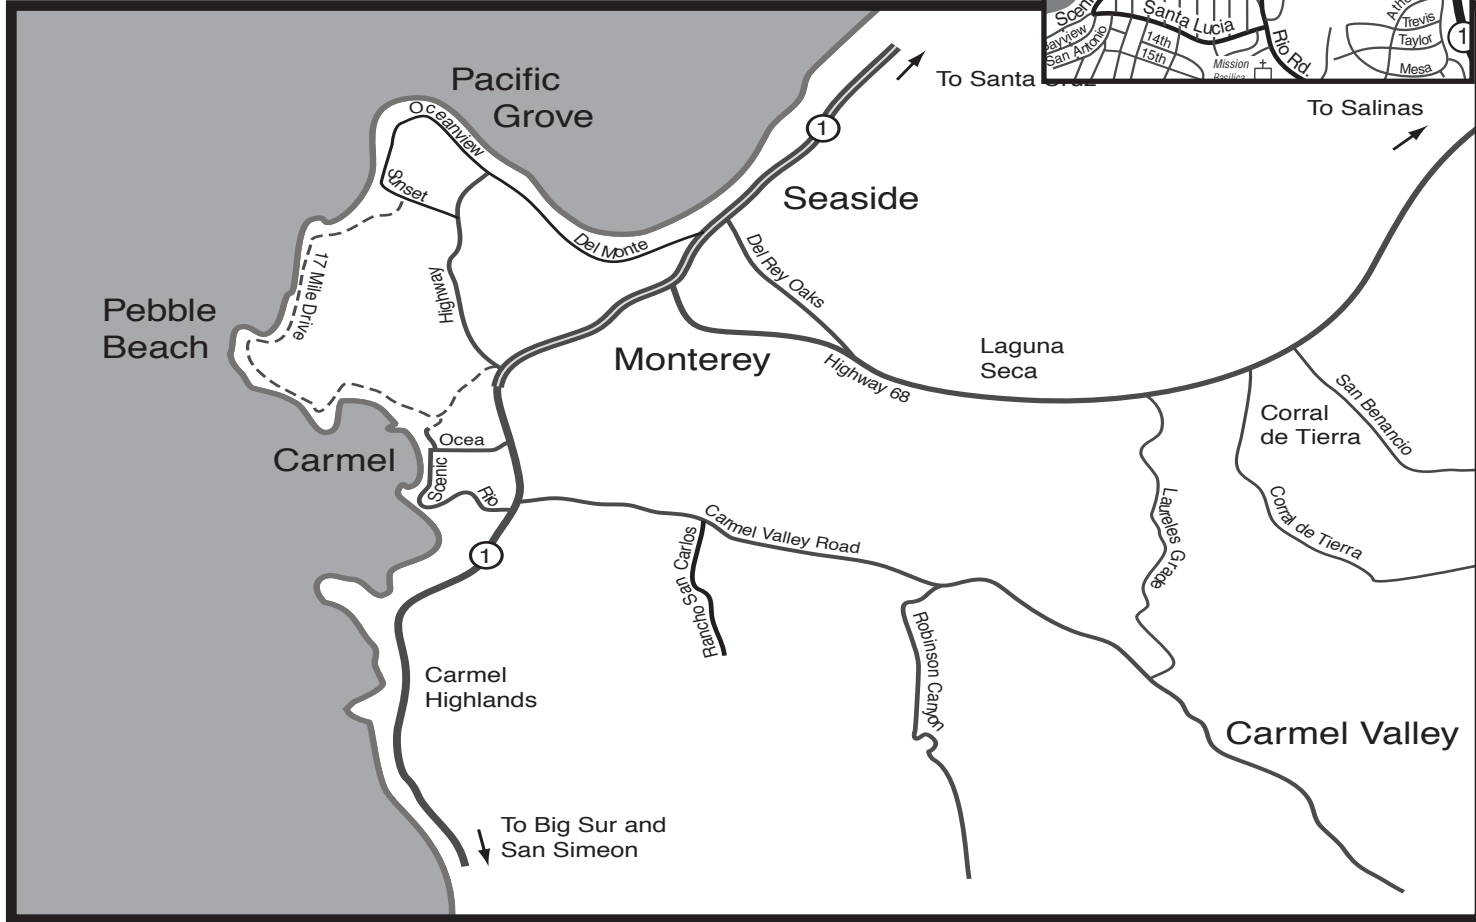 Scenic
Santa Lucia
Bayview
San Antonio
14th
15th
Mission
Basilica
Rio Rd.
Trevis
Taylor
Mesa
1
To Santa Cruz
To Salinas
Pacific
Grove
Oceanview
Sunset
Del Monte
1
Seaside
17 Mile Drive
Highway
Del Rey Oaks
Pebble
Beach
Monterey
Highway 68
Laguna
Seca
San Benancio
Corral
de Tierra
Carmel
Ocea
Scenic
Rio
Laureles Grade
Corral de Tierra
1
Carmel Valley Road
Rancho San Carlos
Robinson Canyon
Carmel
Highlands
Carmel Valley
To Big Sur and
San Simeon